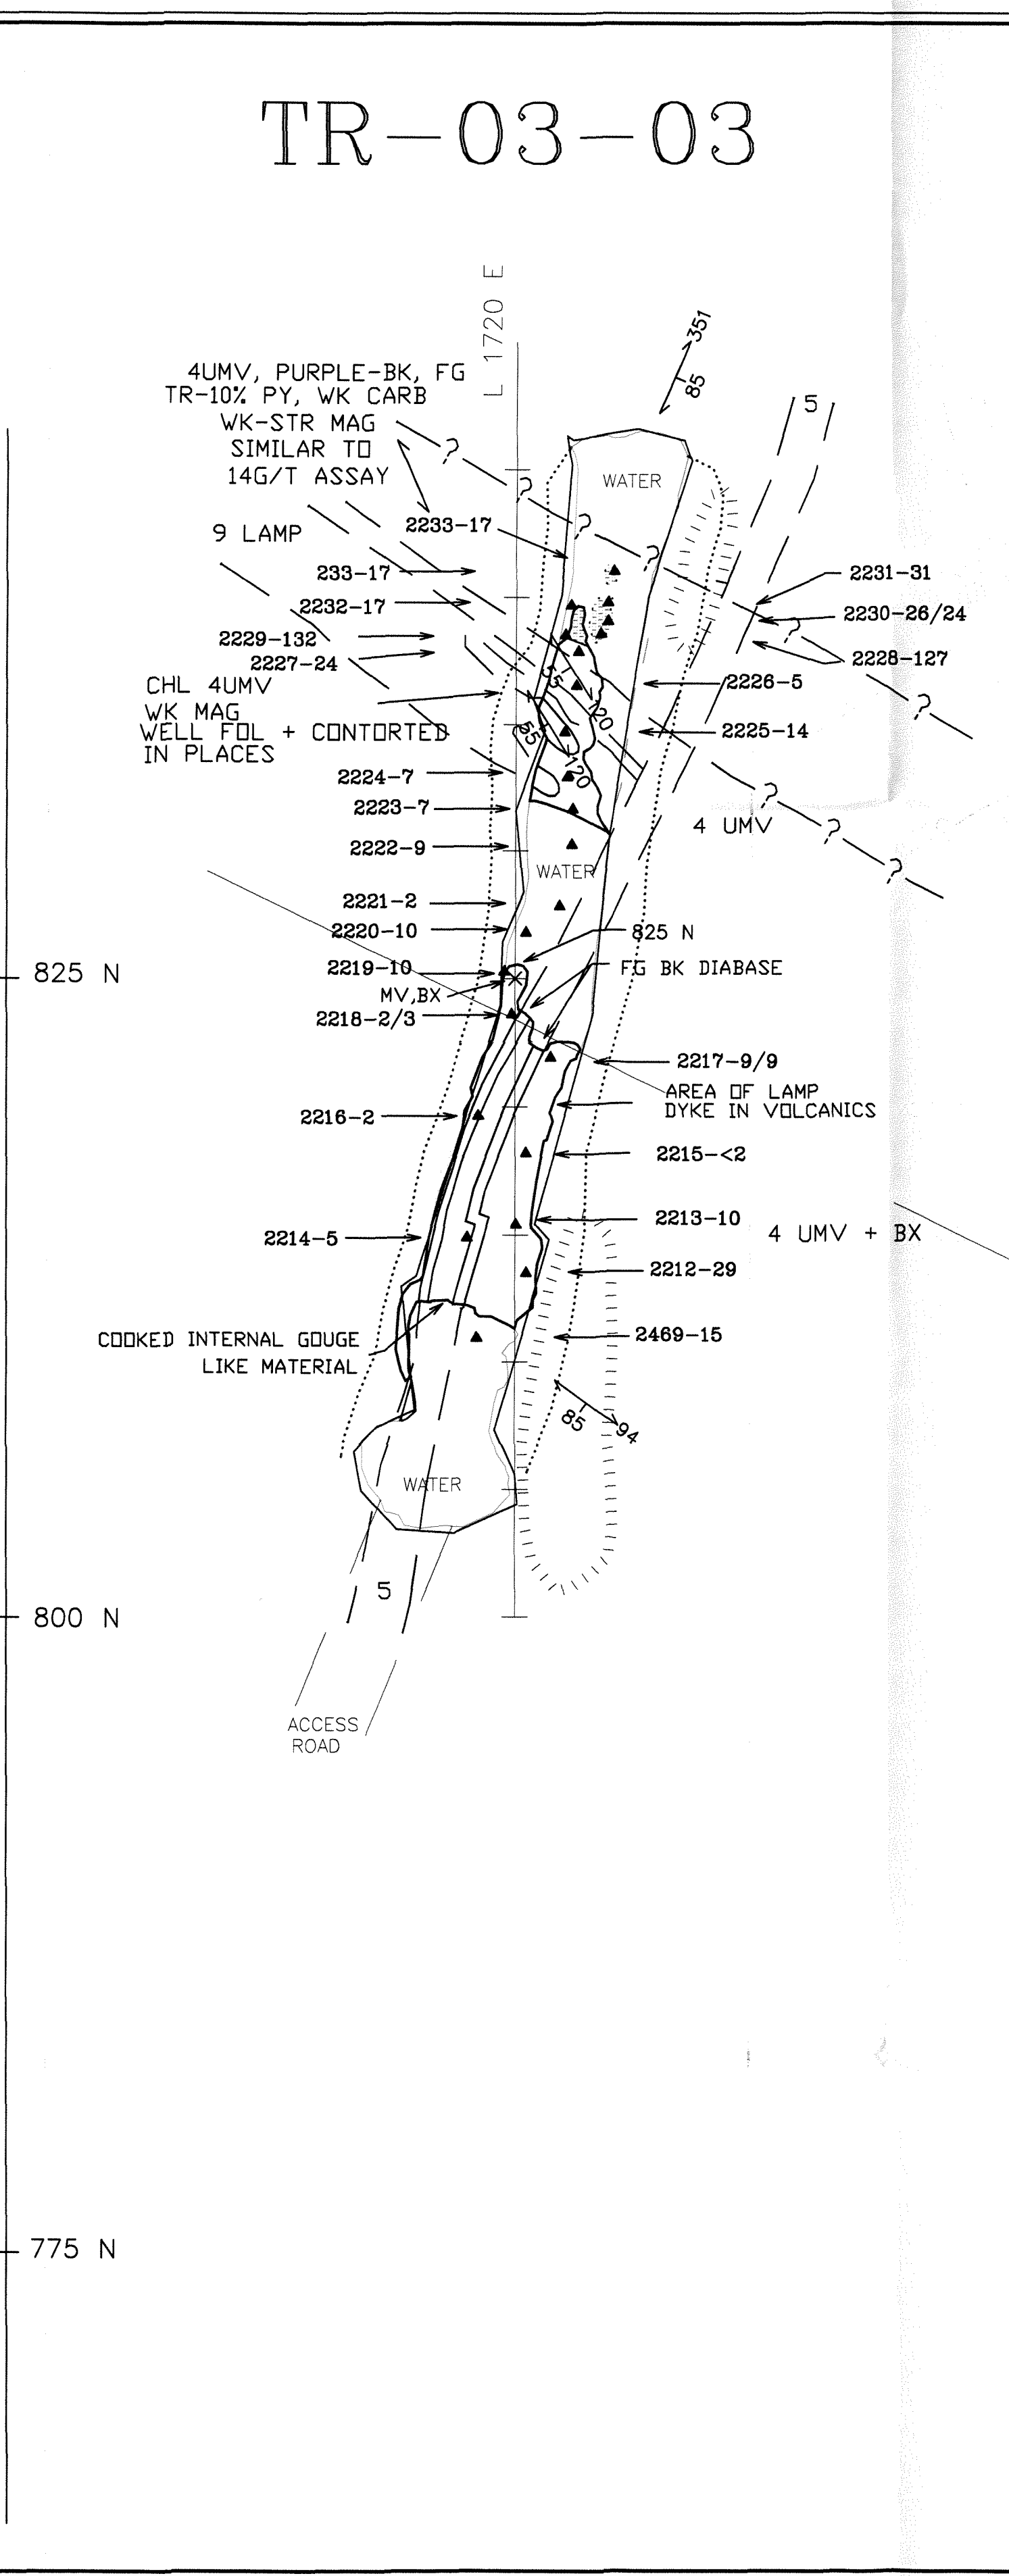 TR-03-03
L 1720 E
351
85
5
4UMV, PURPLE-BK, FG
TR-10% PY, WK CARB
WK-STR MAG
SIMILAR TO
14G/T ASSAY
?
WATER
?
2233-17
?
9 LAMP
?
233-17
2231-31
2232-17
2230-26/24
?
2229-132
2227-24
2228-127
55
2226-5
CHL 4UMV
WK MAG
WELL FOL + CONTORTED
IN PLACES
120
?
55
2225-14
120
2224-7
?
2223-7
4 UMV
?
2222-9
WATER
?
2221-2
2220-10
825 N
2219-10
FG BK DIABASE
825 N
MV,BX
2218-2/3
2217-9/9
AREA OF LAMP
DYKE IN VOLCANICS
2216-2
2215-<2
2213-10
4 UMV + BX
2214-5
2212-29
2469-15
COOKED INTERNAL GOUGE
LIKE MATERIAL
85
94
WATER
5
800 N
ACCESS
ROAD
775 N